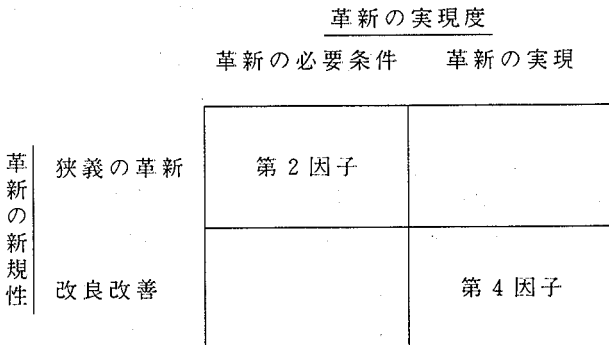 革新の実現度
革新の必要条件 革新の実現
革新の新規性
狭義の革新 第2因子
改良改善 第4因子